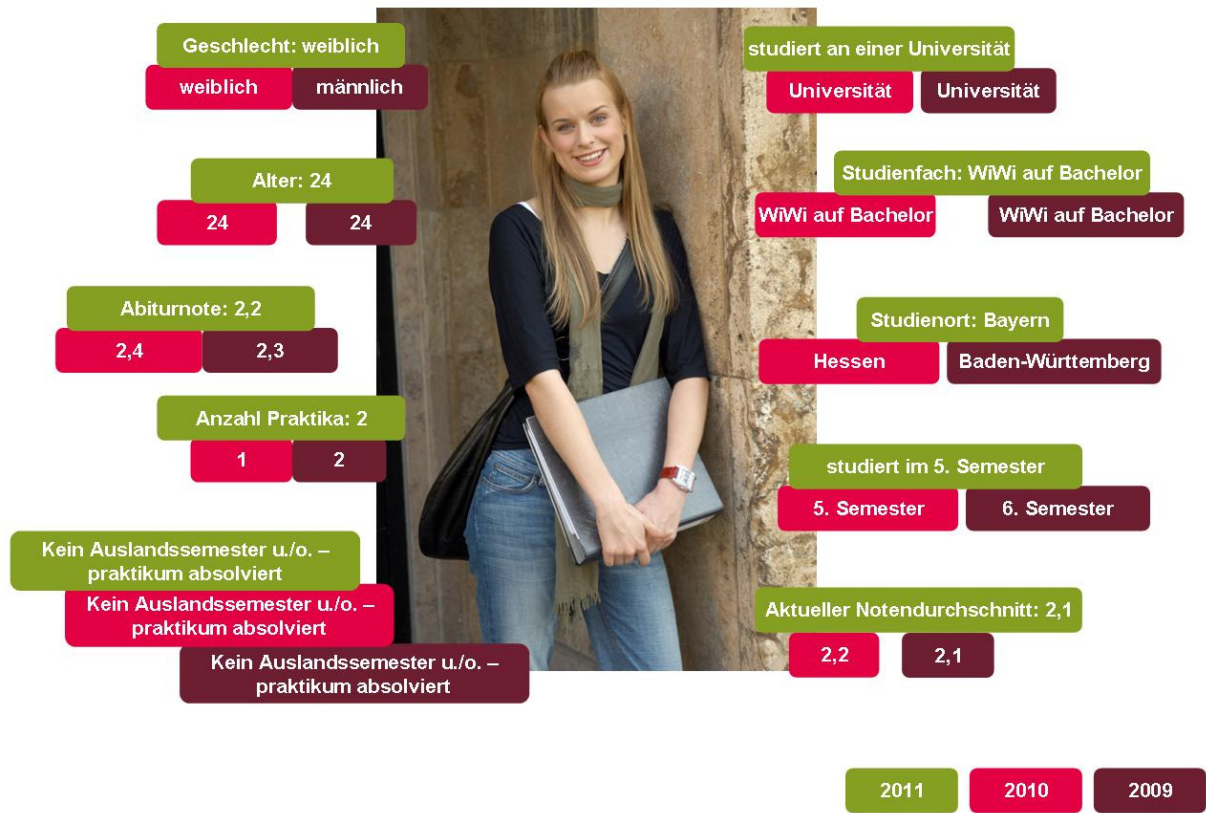 Geschlecht: weiblich
weiblich
männlich
Alter: 24
24
24
Abiturnote: 2,2
2,4
2,3
Anzahl Praktika: 2
1
2
Kein Auslandssemester u./o. –
praktikum absolviert
Kein Auslandssemester u./o. –
praktikum absolviert
Kein Auslandssemester u./o. –
praktikum absolviert
studiert an einer Universität
Universität
Universität
Studienfach: WiWi auf Bachelor
WiWi auf Bachelor
WiWi auf Bachelor
Studienort: Bayern
Hessen
Baden-Württemberg
studiert im 5. Semester
5. Semester
6. Semester
Aktueller Notendurchschnitt: 2,1
2,2
2,1
2011
2010
2009